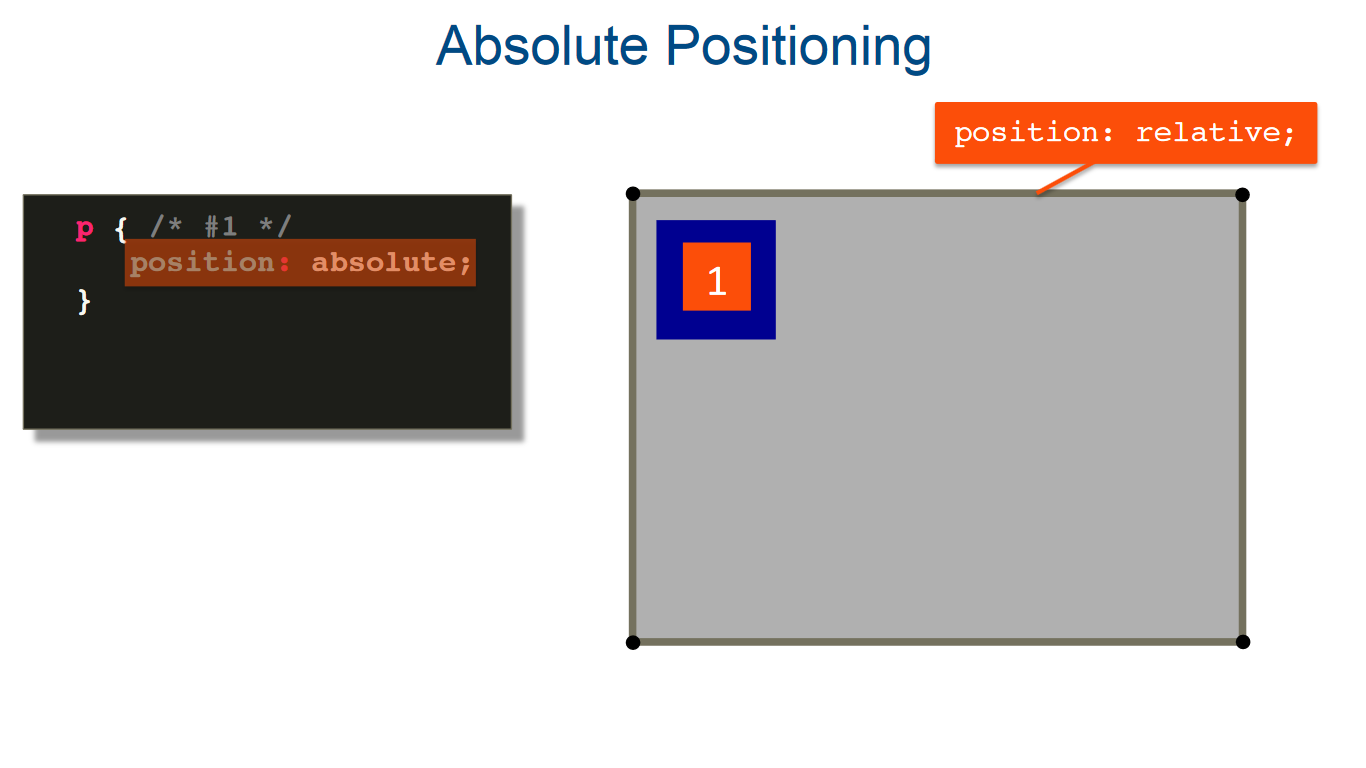 Absolute Positioning
position: relative;
p { /* #1 */
position: absolute;
}
1